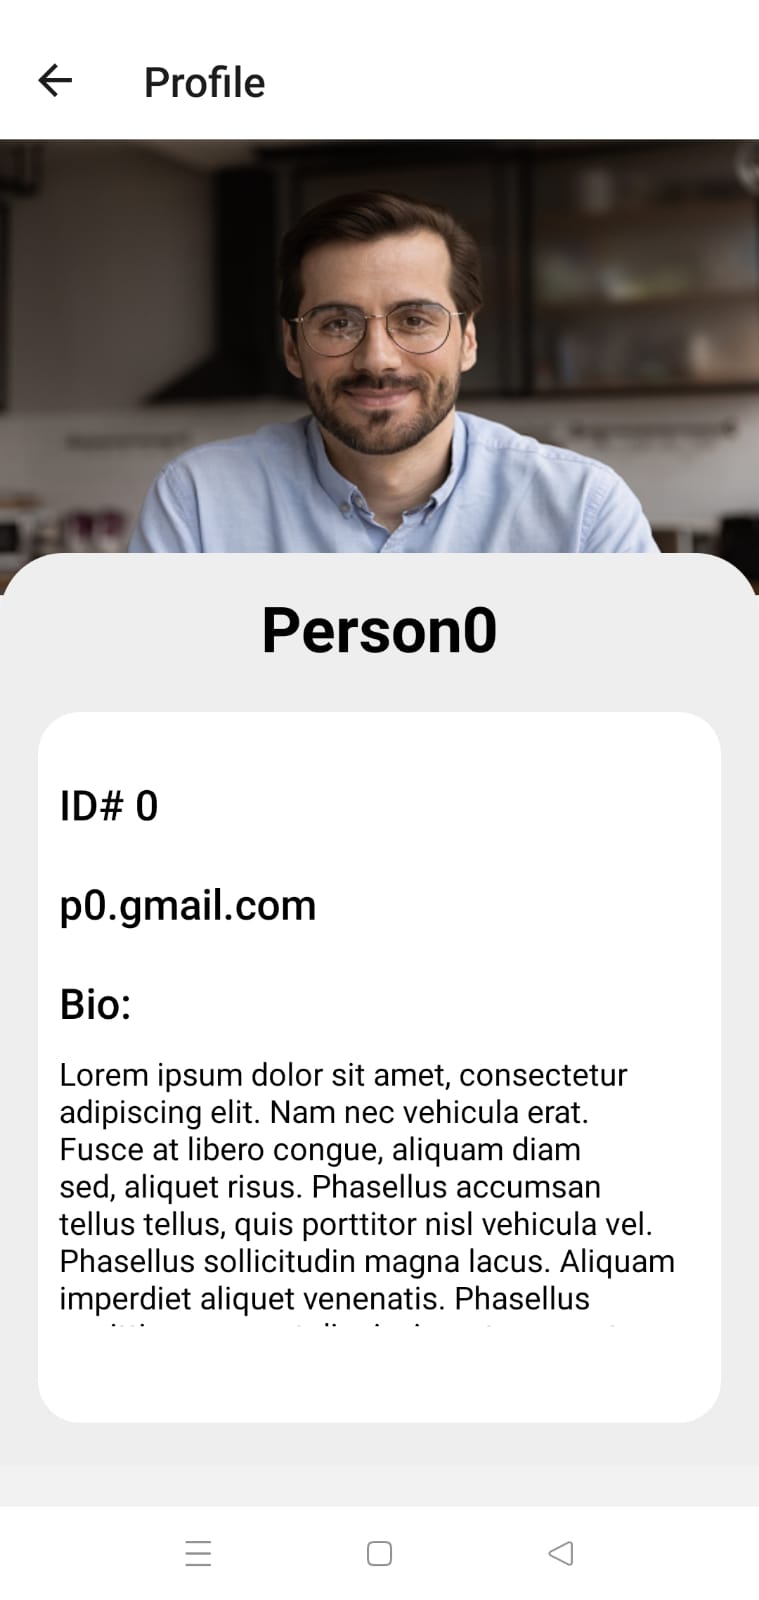 Profile
Person0
ID# 0
p0.gmail.com
Bio:
Lorem ipsum dolor sit amet, consectetur
adipiscing elit. Nam nec vehicula erat.
Fusce at libero congue, aliquam diam
sed, aliquet risus. Phasellus accumsan
tellus tellus, quis porttitor nisl vehicula vel.
Phasellus sollicitudin magna lacus. Aliquam
imperdiet aliquet venenatis. Phasellus